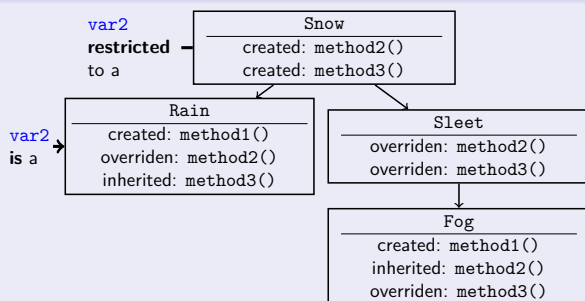 var2
restricted
to a
Snow
created: method2()
created: method3()
var2
is a
Rain
created: method1()
overriden: method2()
inherited: method3()
Sleet
overriden: method2()
overriden: method3()
Fog
created: method1()
inherited: method2()
overriden: method3()